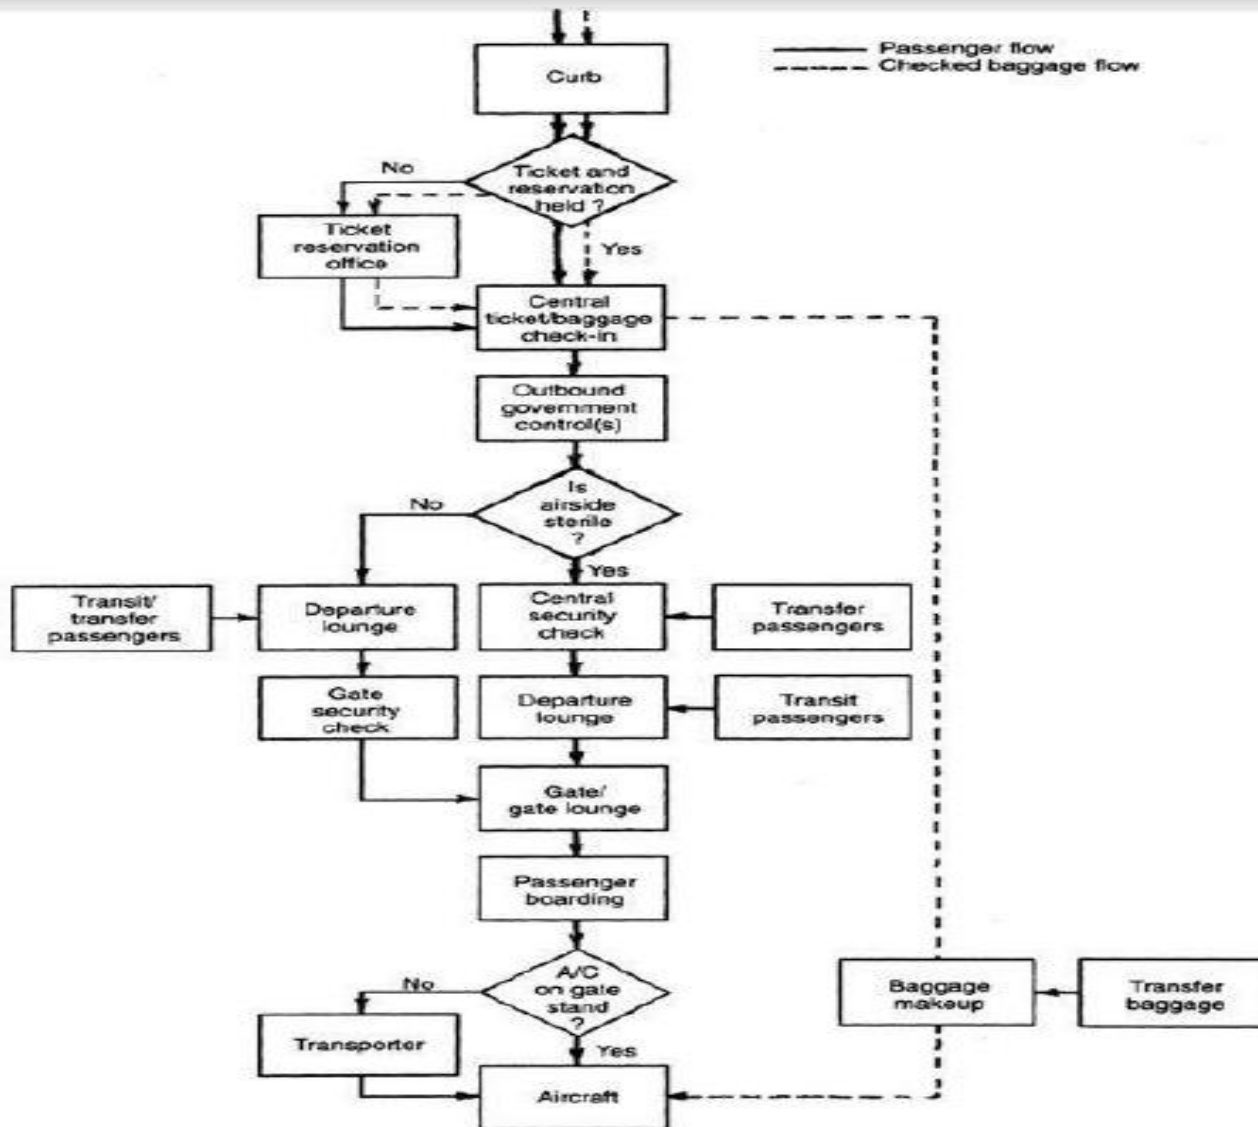 Passenger flow
Checked baggage flow
Curb
No
Ticket and
reservation
held ?
Ticket
reservation
office
Yes
Central
ticket/baggage
check-in
Outbound
government
control(s)
No
Is
airside
sterile
?
Yes
Transit/
transfer
passengers
Departure
lounge
Central
security
check
Transfer
passengers
Gate
security
check
Departure
lounge
Transit
passengers
Gate/
gate lounge
Passenger
boarding
No
A/C
on gate
stand
?
Baggage
makeup
Transfer
baggage
Transporter
Yes
Aircraft